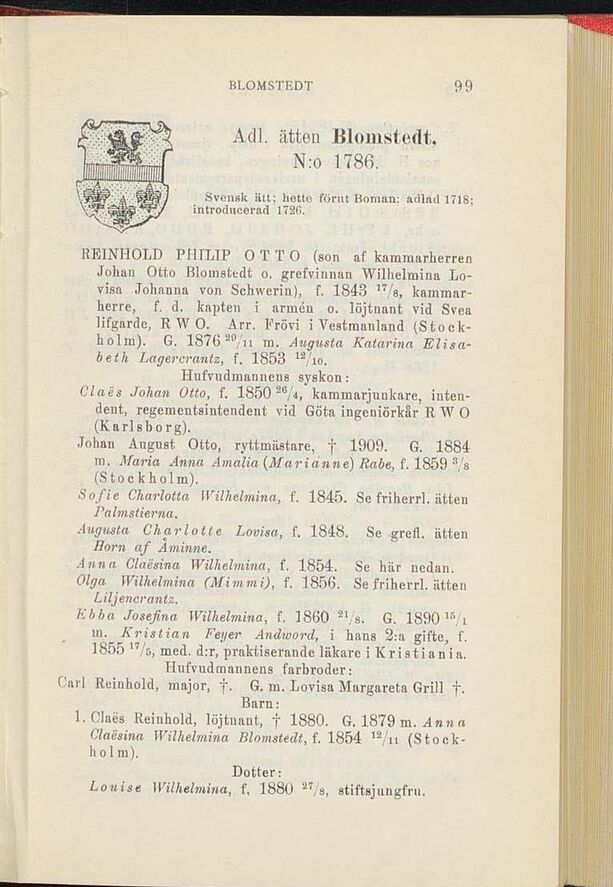 BLOMSTEDT 99
Adl. ätten Blomstedt.
N:o 1786.
Svensk ätt; hette förut Boman; adlad 1718;
introducerad 1726.
REINHOLD PHILIP OTTO (son af kammarherren
Johan Otto Blomstedt o. grefvinnan Wilhelmina Lo-
visa Johanna von Schwerin), f. 1843 17/8, kammar-
herre, f. d. kapten i armén o. löjtnant vid Svea
lifgarde, R W O. Arr. Frövi i Vestmanland (Stock-
holm). G. 1876 20/11 m. Augusta Katarina Elisa-
beth Lagercrantz, f. 1853 12/10.
Hufvudmannens syskon:
Claës Johan Otto, f. 1850 26/4, kammarjunkare, inten-
dent, regementsintendent vid Göta ingeniörkår R W O
(Karlsborg).
Johan August Otto, ryttmästare, † 1909. G. 1884
m. Maria Anna Amalia (Marianne) Rabe, f. 1859 3/8
(Stockholm).
Sofie Charlotta Wilhelmina, f. 1845. Se friherrl. ätten
Palmstierna.
Augusta Charlotte Lovisa, f. 1848. Se grefl. ätten
Horn af Åminne.
Anna Claësina Wilhelmina, f. 1854. Se här nedan.
Olga Wilhelmina (Mimmi), f. 1856. Se friherrl. ätten
Liljencrantz.
Ebba Josefina Wilhelmina, f. 1860 21/8. G. 1890 15/1
m. Kristian Feyer Andword, i hans 2:a gifte, f.
1855 17/5, med. d:r, praktiserande läkare i Kristiania.
Hufvudmannens farbroder:
Carl Reinhold, major, †. G. m. Lovisa Margareta Grill †.
Barn:
1. Claës Reinhold, löjtnant, † 1880. G. 1879 m. Anna
Claësina Wilhelmina Blomstedt, f. 1854 12/11 (Stock-
holm).
Dotter:
Louise Wilhelmina, f, 1880 27/8, stiftsjungfru.